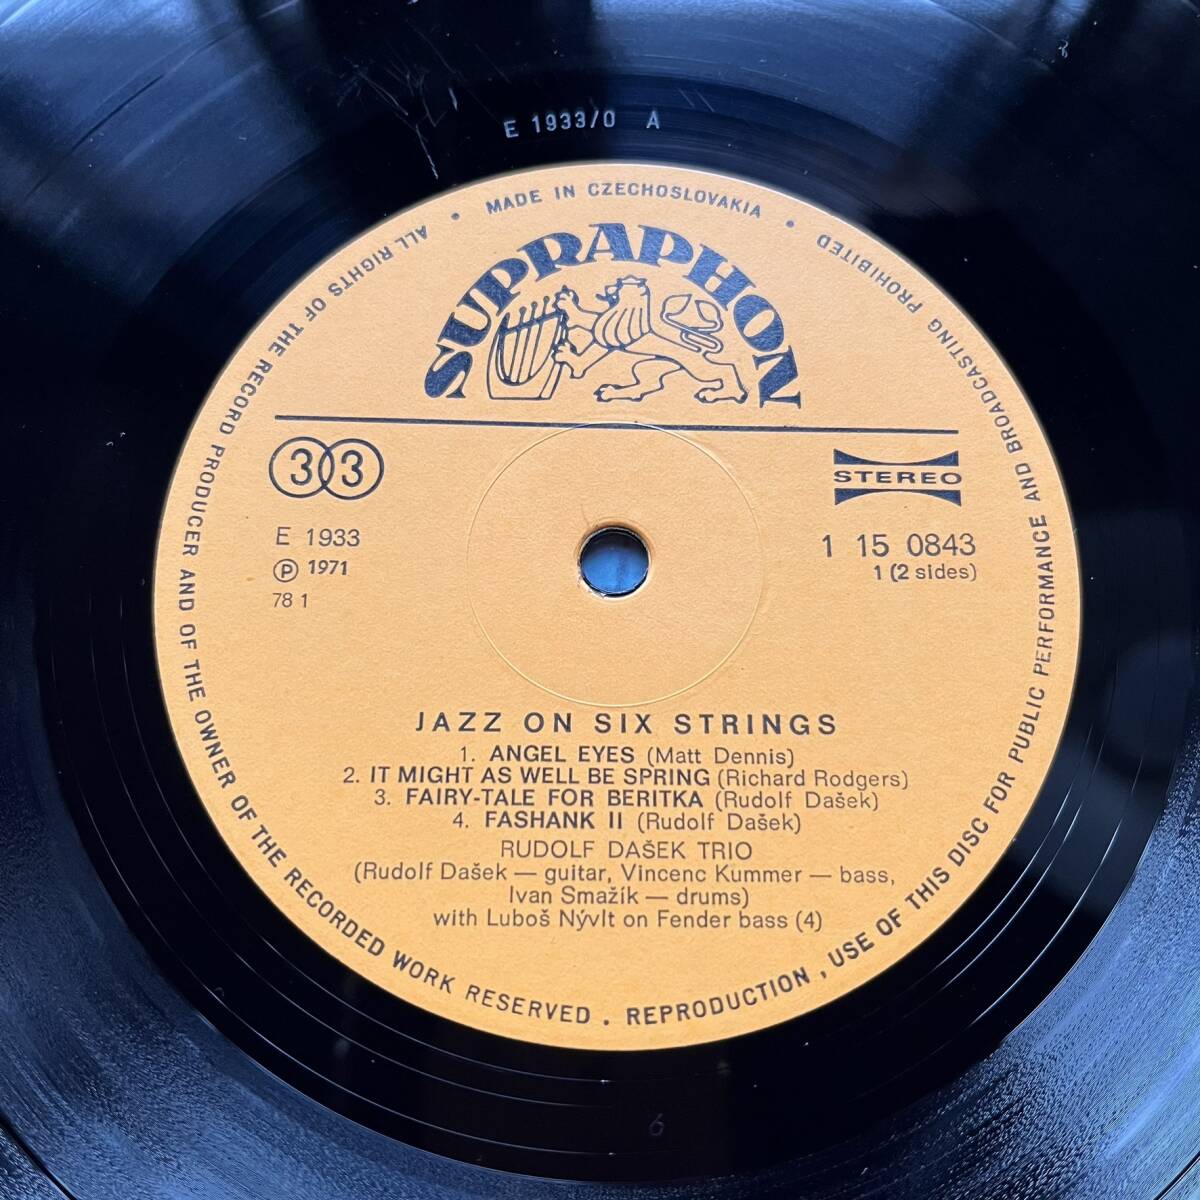 E 1933/0 A
MADE IN CZECHOSLOVAKIA • ALL RIGHTS OF THE RECORD PRODUCER AND OF THE OWNER OF THE RECORDED WORK RESERVED . REPRODUCTION , USE OF THIS DISC FOR PUBLIC PERFORMANCE AND BROADCASTING PROHIBITED •
SUPRAPHON
33
STEREO
E 1933
1 15 0843
Ⓟ 1971
1 (2 sides)
78 1
JAZZ ON SIX STRINGS
1. ANGEL EYES (Matt Dennis)
2. IT MIGHT AS WELL BE SPRING (Richard Rodgers)
3. FAIRY-TALE FOR BERITKA (Rudolf Dašek)
4. FASHANK II (Rudolf Dašek)
RUDOLF DAŠEK TRIO
(Rudolf Dašek — guitar, Vincenc Kummer — bass,
Ivan Smažík — drums)
with Luboš Nývlt on Fender bass (4)
6